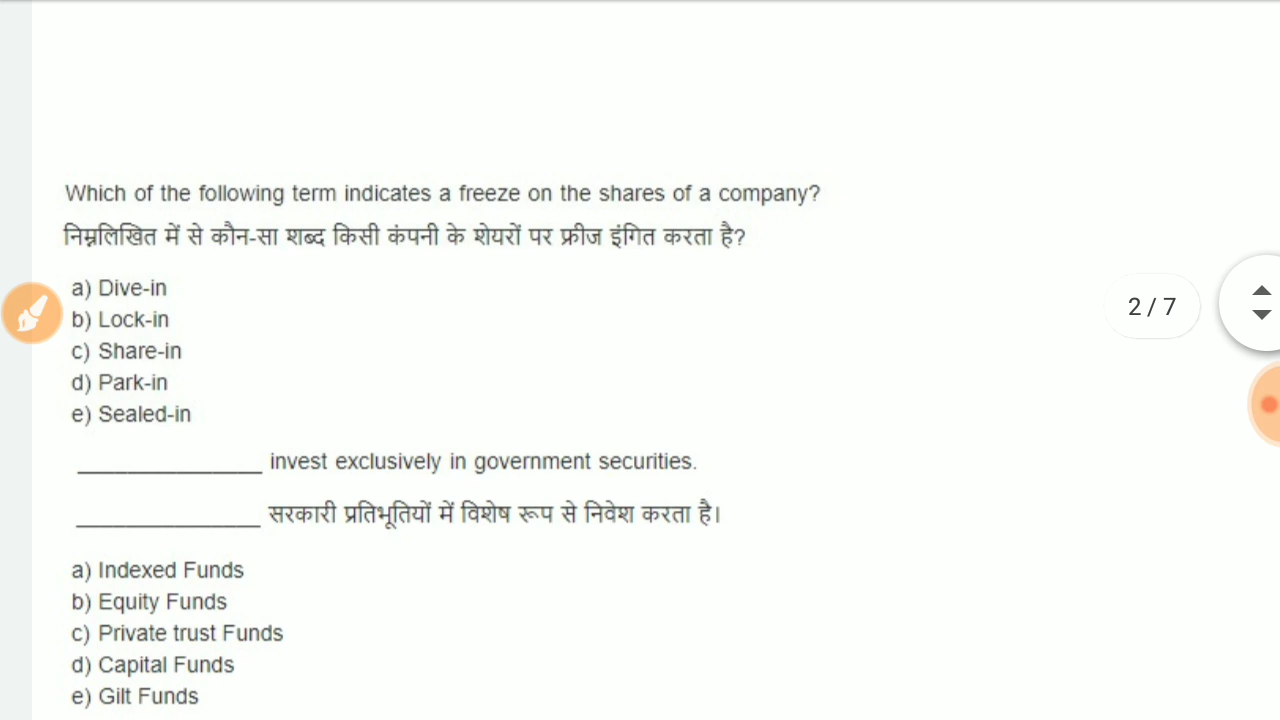 Which of the following term indicates a freeze on the shares of a company?
निम्नलिखित में से कौन-सा शब्द किसी कंपनी के शेयरों पर फ्रीज इंगित करता है?
a) Dive-in
b) Lock-in
2 / 7
c) Share-in
d) Park-in
e) Sealed-in
_______________ invest exclusively in government securities.
_______________ सरकारी प्रतिभूतियों में विशेष रूप से निवेश करता है।
a) Indexed Funds
b) Equity Funds
c) Private trust Funds
d) Capital Funds
e) Gilt Funds